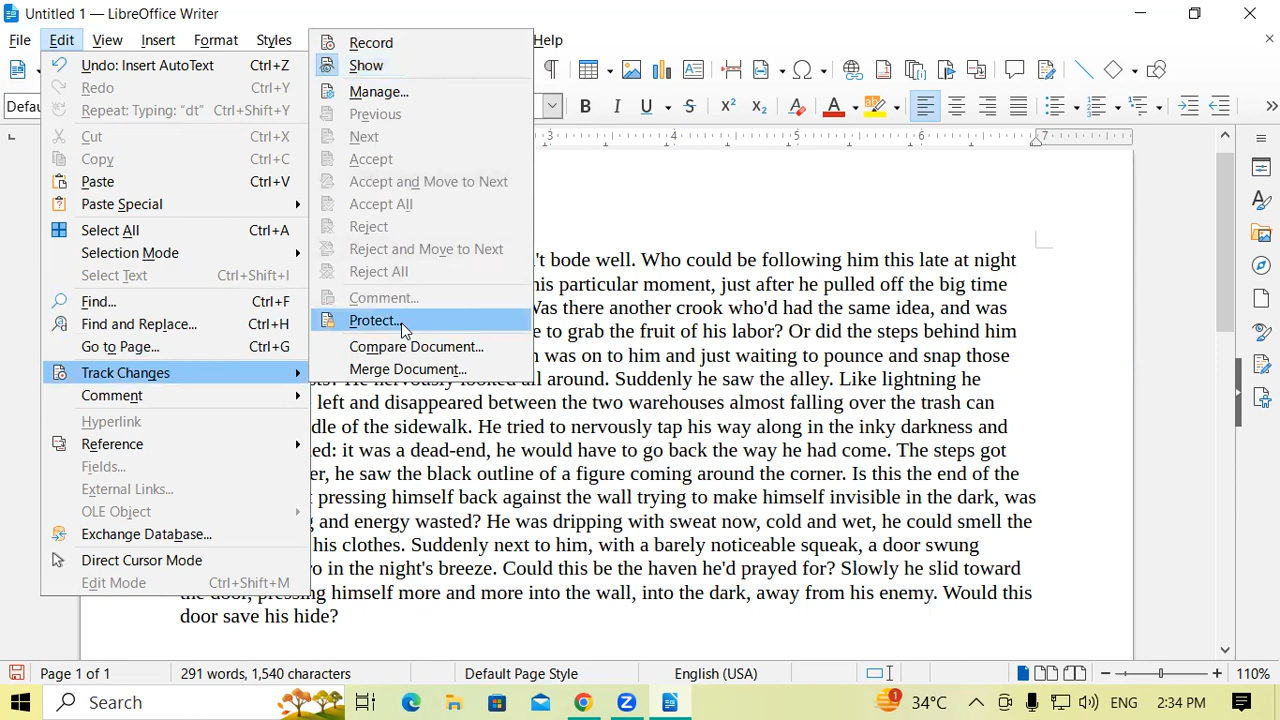 Untitled 1 — LibreOffice Writer
File Edit View Insert Format Styles Help
Undo: Insert AutoText Ctrl+Z
Redo Ctrl+Y
Repeat: Typing "dt" Ctrl+Shift+Y
Cut Ctrl+X
Copy Ctrl+C
Paste Ctrl+V
Paste Special
Select All Ctrl+A
Selection Mode
Select Text Ctrl+Shift+I
Find... Ctrl+F
Find and Replace... Ctrl+H
Go to Page... Ctrl+G
Track Changes
Comment
Hyperlink
Reference
Fields...
External Links...
OLE Object
Exchange Database...
Direct Cursor Mode
Edit Mode Ctrl+Shift+M
Record
Show
Manage...
Previous
Next
Accept
Accept and Move to Next
Accept All
Reject
Reject and Move to Next
Reject All
Comment...
Protect...
Compare Document...
Merge Document...
Defau
3 4 5 6 7
't bode well. Who could be following him this late at night
his particular moment, just after he pulled off the big time
Was there another crook who'd had the same idea, and was
e to grab the fruit of his labor? Or did the steps behind him
n was on to him and just waiting to pounce and snap those
all around. Suddenly he saw the alley. Like lightning he
left and disappeared between the two warehouses almost falling over the trash can
dle of the sidewalk. He tried to nervously tap his way along in the inky darkness and
ed: it was a dead-end, he would have to go back the way he had come. The steps got
er, he saw the black outline of a figure coming around the corner. Is this the end of the
t pressing himself back against the wall trying to make himself invisible in the dark, was
g and energy wasted? He was dripping with sweat now, cold and wet, he could smell the
his clothes. Suddenly next to him, with a barely noticeable squeak, a door swung
ro in the night's breeze. Could this be the haven he'd prayed for? Slowly he slid toward
the door, pressing himself more and more into the wall, into the dark, away from his enemy. Would this
door save his hide?
Page 1 of 1 291 words, 1,540 characters Default Page Style English (USA) 110%
Search 1 34°C ENG 2:34 PM